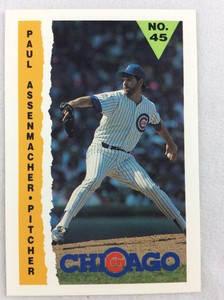 NO.
45
PAUL ASSENMACHER • PITCHER
CHICAGO